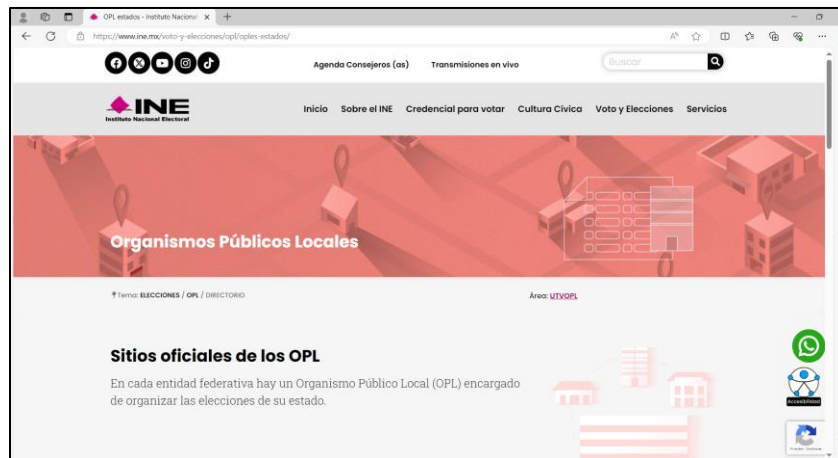 OPL estados - Instituto Nacional
https://www.ine.mx/voto-y-elecciones/opl/oples-estados/
Agenda Consejeros (as) Transmisiones en vivo Buscar
INE
Instituto Nacional Electoral
Inicio Sobre el INE Credencial para votar Cultura Cívica Voto y Elecciones Servicios
Organismos Públicos Locales
Tema: ELECCIONES / OPL / DIRECTORIO Área: UTVOPL
Sitios oficiales de los OPL
En cada entidad federativa hay un Organismo Público Local (OPL) encargado
de organizar las elecciones de su estado.
Accesibilidad